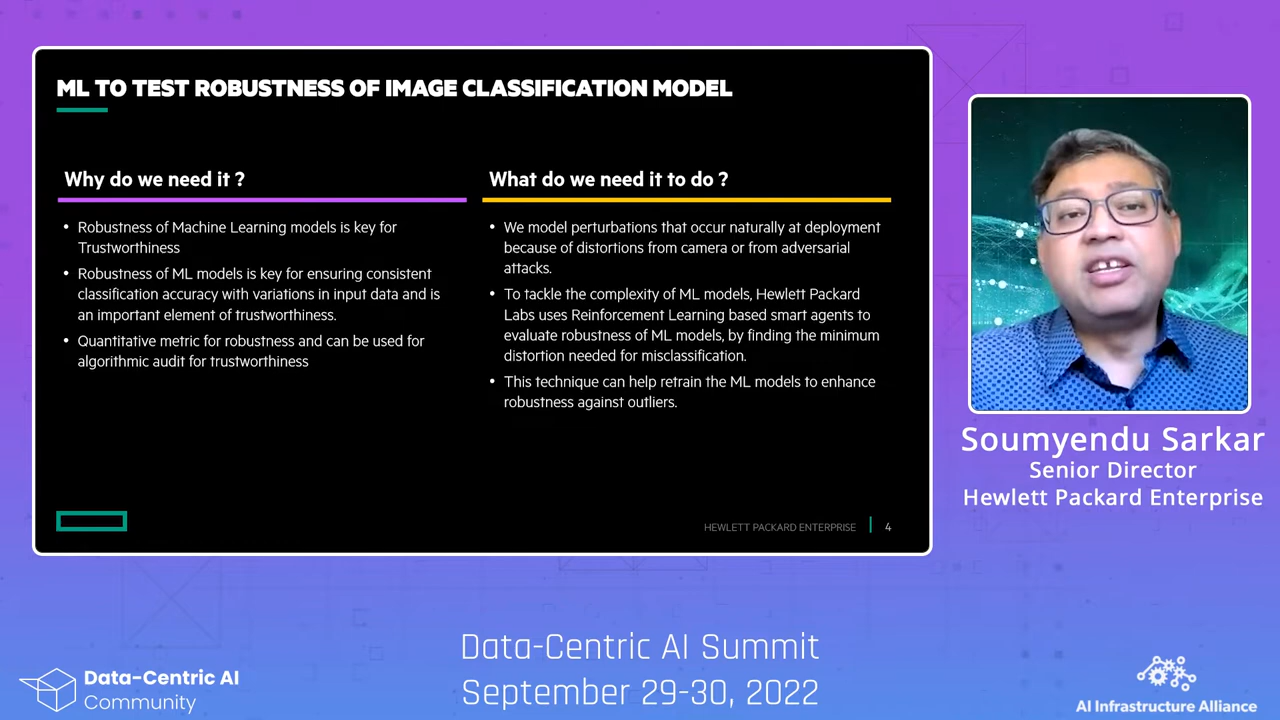 ML TO TEST ROBUSTNESS OF IMAGE CLASSIFICATION MODEL
Why do we need it ?
• Robustness of Machine Learning models is key for
Trustworthiness
• Robustness of ML models is key for ensuring consistent
classification accuracy with variations in input data and is
an important element of trustworthiness.
• Quantitative metric for robustness and can be used for
algorithmic audit for trustworthiness
What do we need it to do ?
• We model perturbations that occur naturally at deployment
because of distortions from camera or from adversarial
attacks.
• To tackle the complexity of ML models, Hewlett Packard
Labs uses Reinforcement Learning based smart agents to
evaluate robustness of ML models, by finding the minimum
distortion needed for misclassification.
• This technique can help retrain the ML models to enhance
robustness against outliers.
HEWLETT PACKARD ENTERPRISE 4
Soumyendu Sarkar
Senior Director
Hewlett Packard Enterprise
Data-Centric AI Summit
September 29-30, 2022
Data-Centric AI
Community
AI Infrastructure Alliance